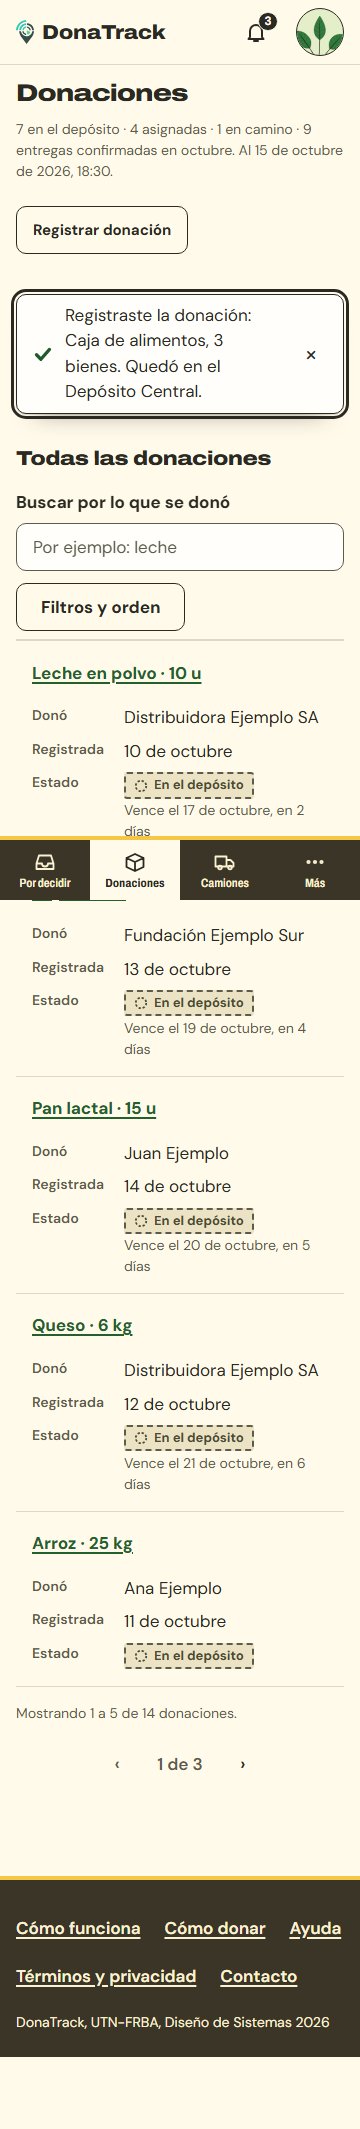 DonaTrack
3
Donaciones
7 en el depósito · 4 asignadas · 1 en camino · 9
entregas confirmadas en octubre. Al 15 de octubre
de 2026, 18:30.
Registrar donación
Registraste la donación:
Caja de alimentos, 3
bienes. Quedó en el
Depósito Central.
Todas las donaciones
Buscar por lo que se donó
Por ejemplo: leche
Filtros y orden
Leche en polvo · 10 u
Donó Distribuidora Ejemplo SA
Registrada 10 de octubre
Estado En el depósito
Vence el 17 de octubre, en 2
días
Por decidir Donaciones Camiones Más
Donó Fundación Ejemplo Sur
Registrada 13 de octubre
Estado En el depósito
Vence el 19 de octubre, en 4
días
Pan lactal · 15 u
Donó Juan Ejemplo
Registrada 14 de octubre
Estado En el depósito
Vence el 20 de octubre, en 5
días
Queso · 6 kg
Donó Distribuidora Ejemplo SA
Registrada 12 de octubre
Estado En el depósito
Vence el 21 de octubre, en 6
días
Arroz · 25 kg
Donó Ana Ejemplo
Registrada 11 de octubre
Estado En el depósito
Mostrando 1 a 5 de 14 donaciones.
‹ 1 de 3 ›
Cómo funciona Cómo donar Ayuda
Términos y privacidad Contacto
DonaTrack, UTN-FRBA, Diseño de Sistemas 2026